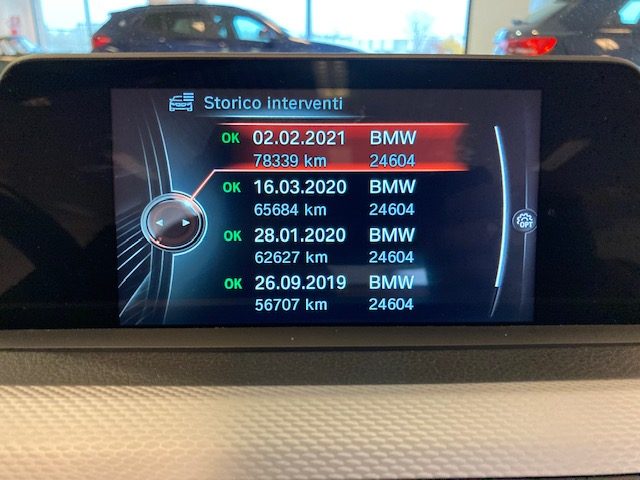 Storico interventi
OK 02.02.2021 BMW
78339 km 24604
OK 16.03.2020 BMW
65684 km 24604
OK 28.01.2020 BMW
62627 km 24604
OK 26.09.2019 BMW
56707 km 24604
OPT